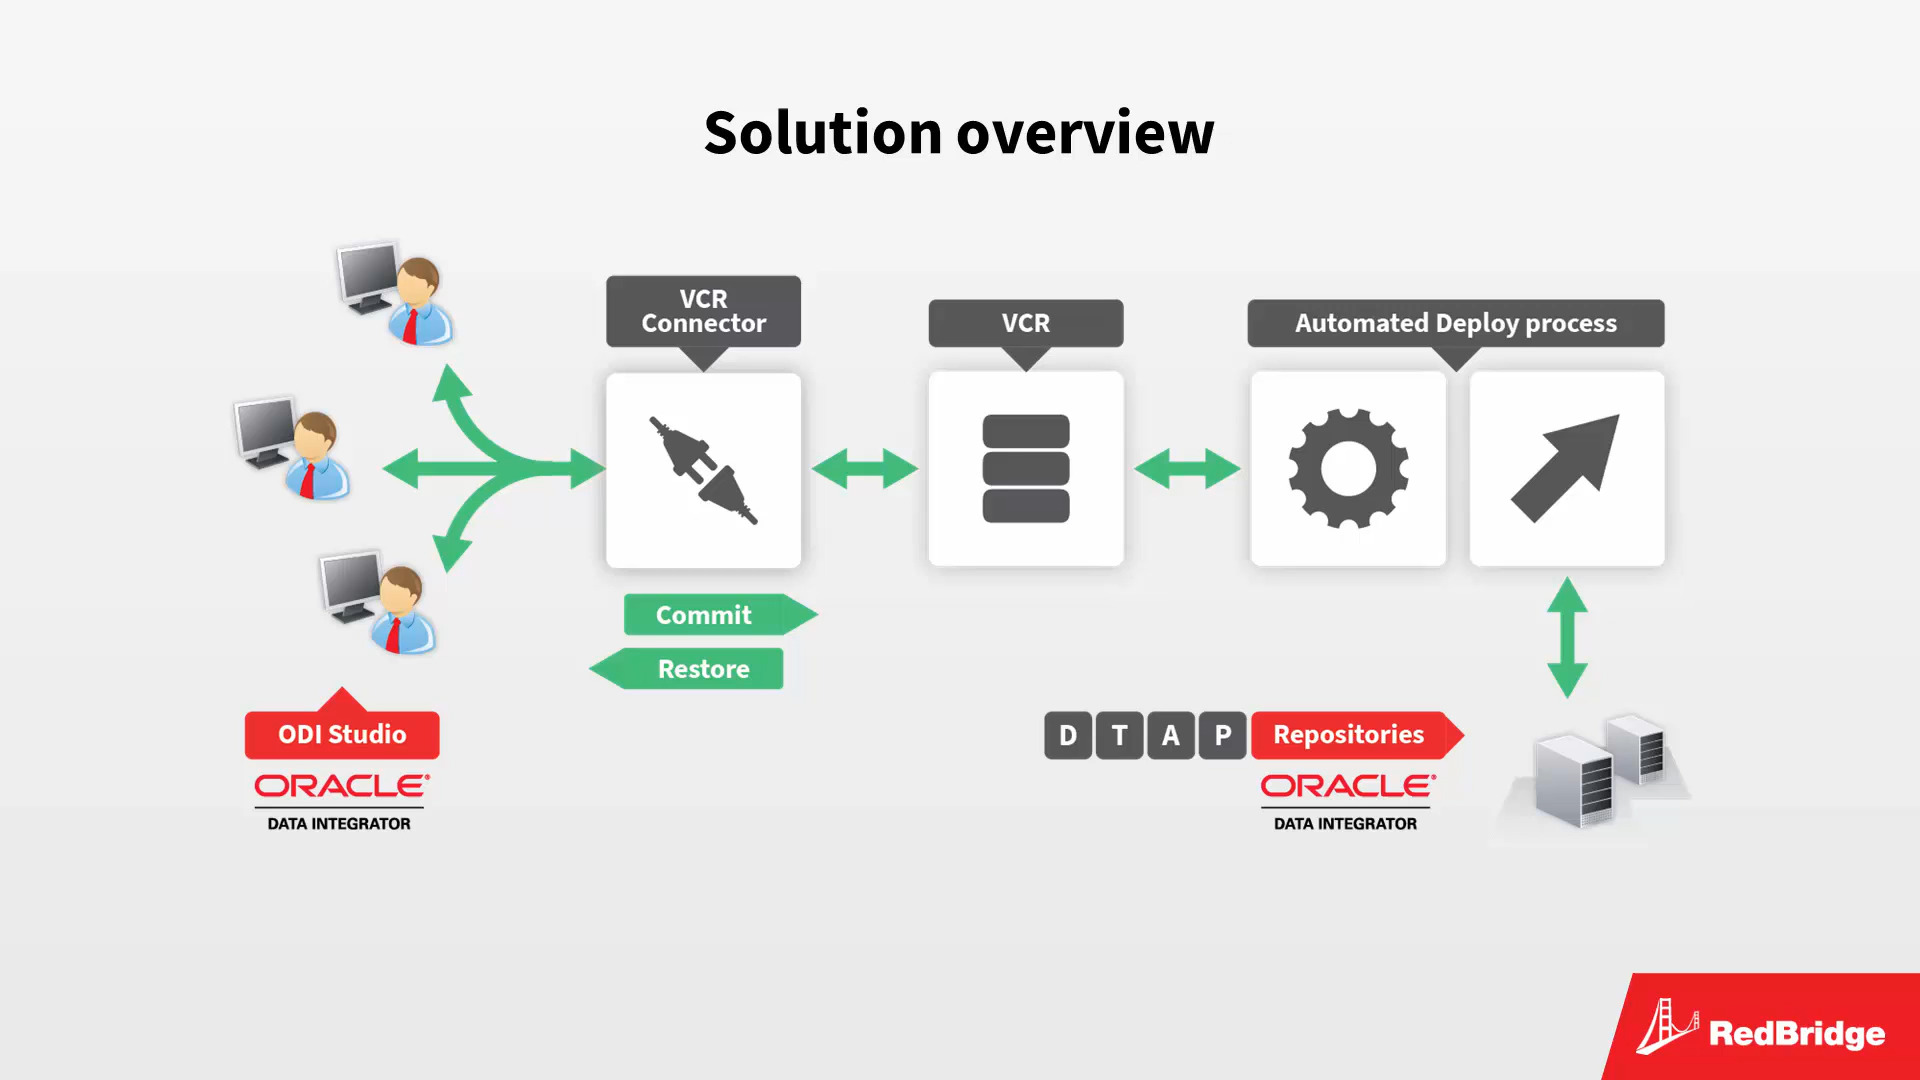 Solution overview
VCR
Connector
VCR
Automated Deploy process
Commit
Restore
ODI Studio
ORACLE®
DATA INTEGRATOR
D T A P Repositories
ORACLE®
DATA INTEGRATOR
RedBridge